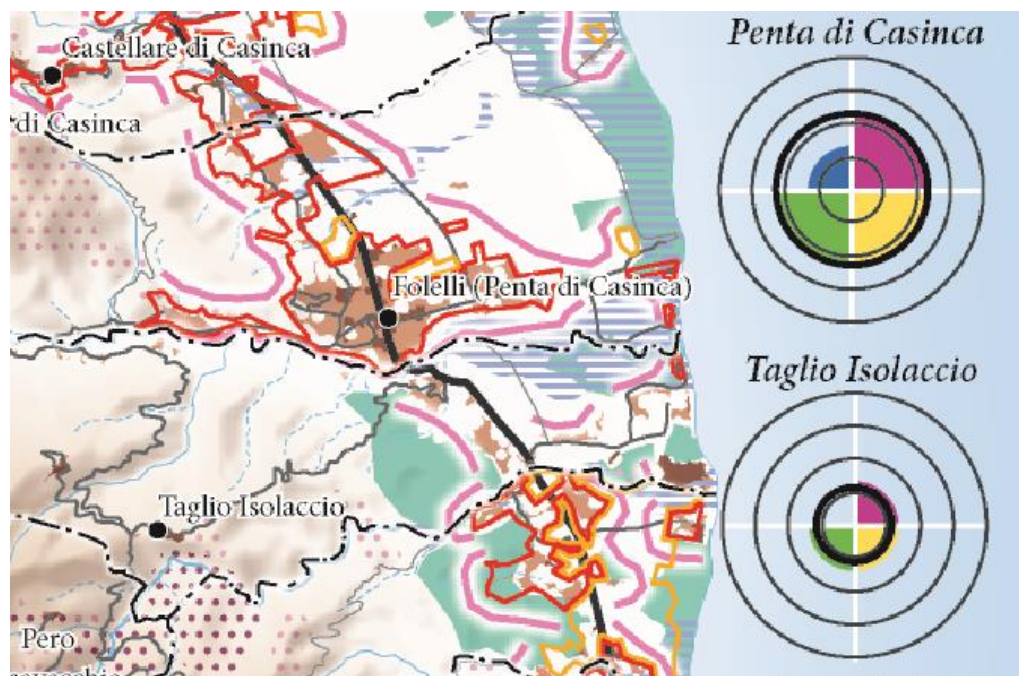 Castellare di Casinca
di Casinca
Folelli (Penta di Casinca)
Taglio Isolaccio
Pero
Penta di Casinca
Taglio Isolaccio